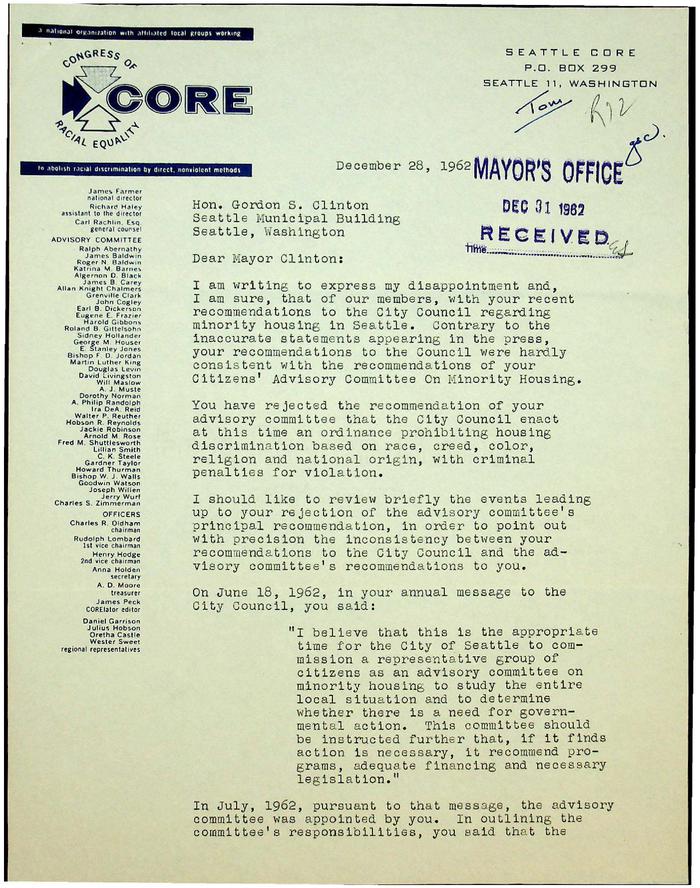 a national organization with affiliated local groups working
CONGRESS OF
CORE
RACIAL EQUALITY
to abolish racial discrimination by direct, nonviolent methods
SEATTLE CORE
P.O. BOX 299
SEATTLE 11, WASHINGTON
Tom
R12
December 28, 1962
MAYOR'S OFFICE
DEC 31 1962
RECEIVED
Time
James Farmer
national director
Richard Haley
assistant to the director
Carl Rachlin, Esq.
general counsel
ADVISORY COMMITTEE
Ralph Abernathy
James Baldwin
Roger N. Baldwin
Katrina M. Barnes
Algernon D. Black
James B. Carey
Allan Knight Chalmers
Grenville Clark
John Cogley
Earl B. Dickerson
Eugene E. Frazier
Harold Gibbons
Roland B. Gittelsohn
Sidney Hollander
George M. Houser
E. Stanley Jones
Bishop F. D. Jordan
Martin Luther King
Douglas Levin
David Livingston
Will Maslow
A. J. Muste
Dorothy Norman
A. Philip Randolph
Ira DeA. Reid
Walter P. Reuther
Hobson R. Reynolds
Jackie Robinson
Arnold M. Rose
Fred M. Shuttlesworth
Lillian Smith
C. K. Steele
Gardner Taylor
Howard Thurman
Bishop W. J. Walls
Goodwin Watson
Joseph Willen
Jerry Wurf
Charles S. Zimmerman
OFFICERS
Charles R. Oldham
chairman
Rudolph Lombard
1st vice chairman
Henry Hodge
2nd vice chairman
Anna Holden
secretary
A. D. Moore
treasurer
James Peck
CORElator editor
Daniel Garrison
Julius Hobson
Oretha Castle
Wester Sweet
regional representatives
Hon. Gordon S. Clinton
Seattle Municipal Building
Seattle, Washington
Dear Mayor Clinton:
I am writing to express my disappointment and,
I am sure, that of our members, with your recent
recommendations to the City Council regarding
minority housing in Seattle. Contrary to the
inaccurate statements appearing in the press,
your recommendations to the Council were hardly
consistent with the recommendations of your
Citizens' Advisory Committee On Minority Housing.
You have rejected the recommendation of your
advisory committee that the City Council enact
at this time an ordinance prohibiting housing
discrimination based on race, creed, color,
religion and national origin, with criminal
penalties for violation.
I should like to review briefly the events leading
up to your rejection of the advisory committee's
principal recommendation, in order to point out
with precision the inconsistency between your
recommendations to the City Council and the ad-
visory committee's recommendations to you.
On June 18, 1962, in your annual message to the
City Council, you said:
"I believe that this is the appropriate
time for the City of Seattle to com-
mission a representative group of
citizens as an advisory committee on
minority housing to study the entire
local situation and to determine
whether there is a need for govern-
mental action. This committee should
be instructed further that, if it finds
action is necessary, it recommend pro-
grams, adequate financing and necessary
legislation."
In July, 1962, pursuant to that message, the advisory
committee was appointed by you. In outlining the
committee's responsibilities, you said that the